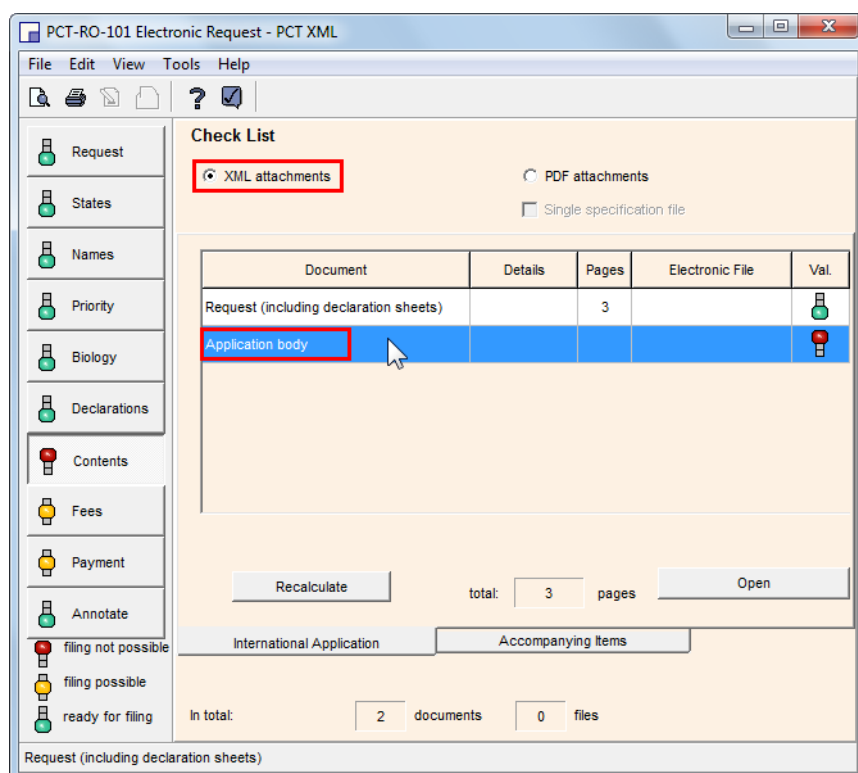 PCT-RO-101 Electronic Request - PCT XML
File Edit View Tools Help
Check List
XML attachments
PDF attachments
Single specification file
Request
States
Names
Priority
Biology
Declarations
Contents
Fees
Payment
Annotate
Document Details Pages Electronic File Val.
Request (including declaration sheets) 3
Application body
Recalculate total: 3 pages Open
International Application Accompanying Items
filing not possible
filing possible
ready for filing
In total: 2 documents 0 files
Request (including declaration sheets)